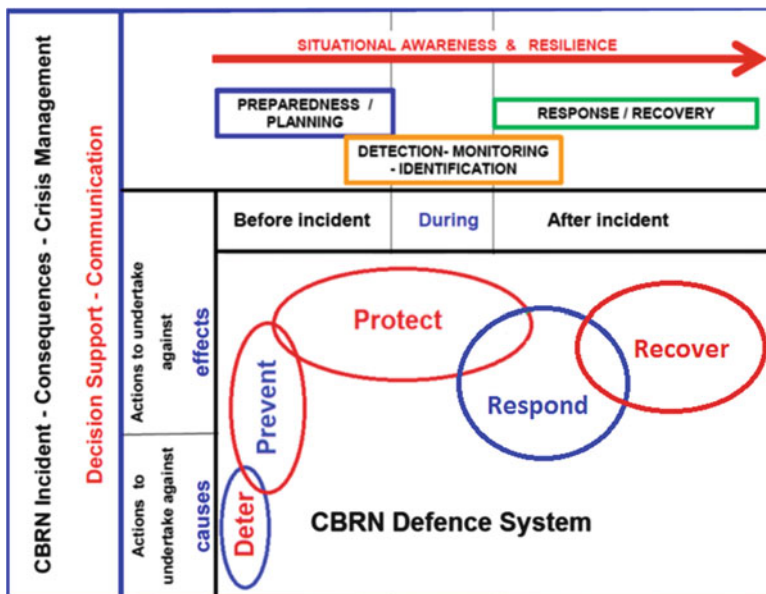 CBRN Incident - Consequences - Crisis Management
Decision Support - Communication
SITUATIONAL AWARENESS & RESILIENCE
PREPAREDNESS /
PLANNING
RESPONSE / RECOVERY
DETECTION- MONITORING
- IDENTIFICATION
Before incident
During
After incident
Actions to undertake
against
effects
Actions to
undertake against
causes
Protect
Prevent
Respond
Recover
Deter
CBRN Defence System